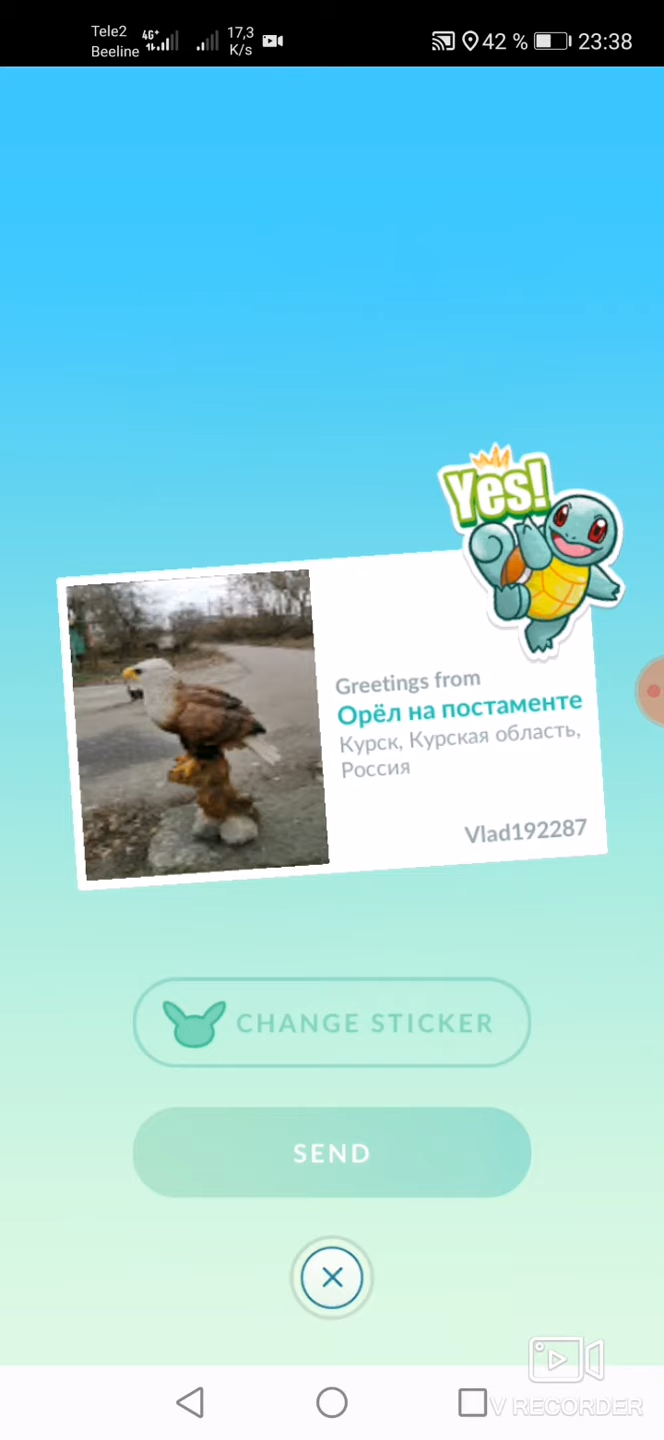 Tele2
Beeline
4G+
17,3
K/s
42 %
23:38
Yes!
Greetings from
Орёл на постаменте
Курск, Курская область,
Россия
Vlad192287
CHANGE STICKER
SEND
V RECORDER